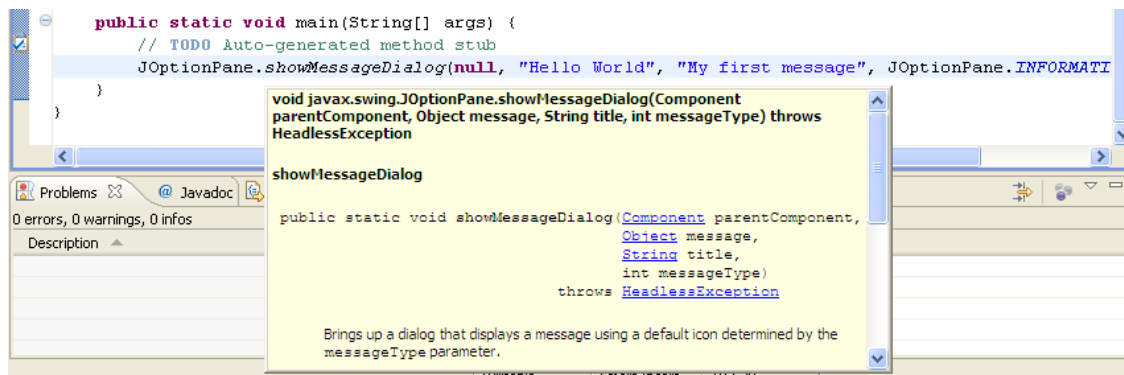 public static void main(String[] args) {
// TODO Auto-generated method stub
JOptionPane.showMessageDialog(null, "Hello World", "My first message", JOptionPane.INFORMATI
}
}
void javax.swing.JOptionPane.showMessageDialog(Component
parentComponent, Object message, String title, int messageType) throws
HeadlessException
showMessageDialog
public static void showMessageDialog(Component parentComponent,
Object message,
String title,
int messageType)
throws HeadlessException
Brings up a dialog that displays a message using a default icon determined by the
messageType parameter.
Problems @ Javadoc
0 errors, 0 warnings, 0 infos
Description